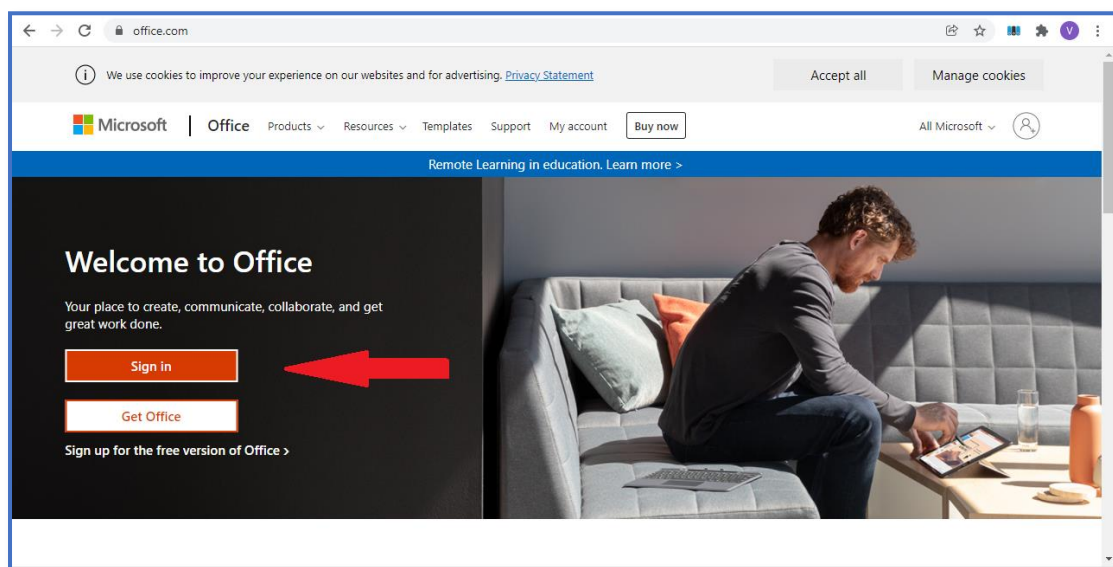 office.com
V
We use cookies to improve your experience on our websites and for advertising. Privacy Statement
Accept all
Manage cookies
Microsoft
Office
Products
Resources
Templates
Support
My account
Buy now
All Microsoft
Remote Learning in education. Learn more >
Welcome to Office
Your place to create, communicate, collaborate, and get
great work done.
Sign in
Get Office
Sign up for the free version of Office >